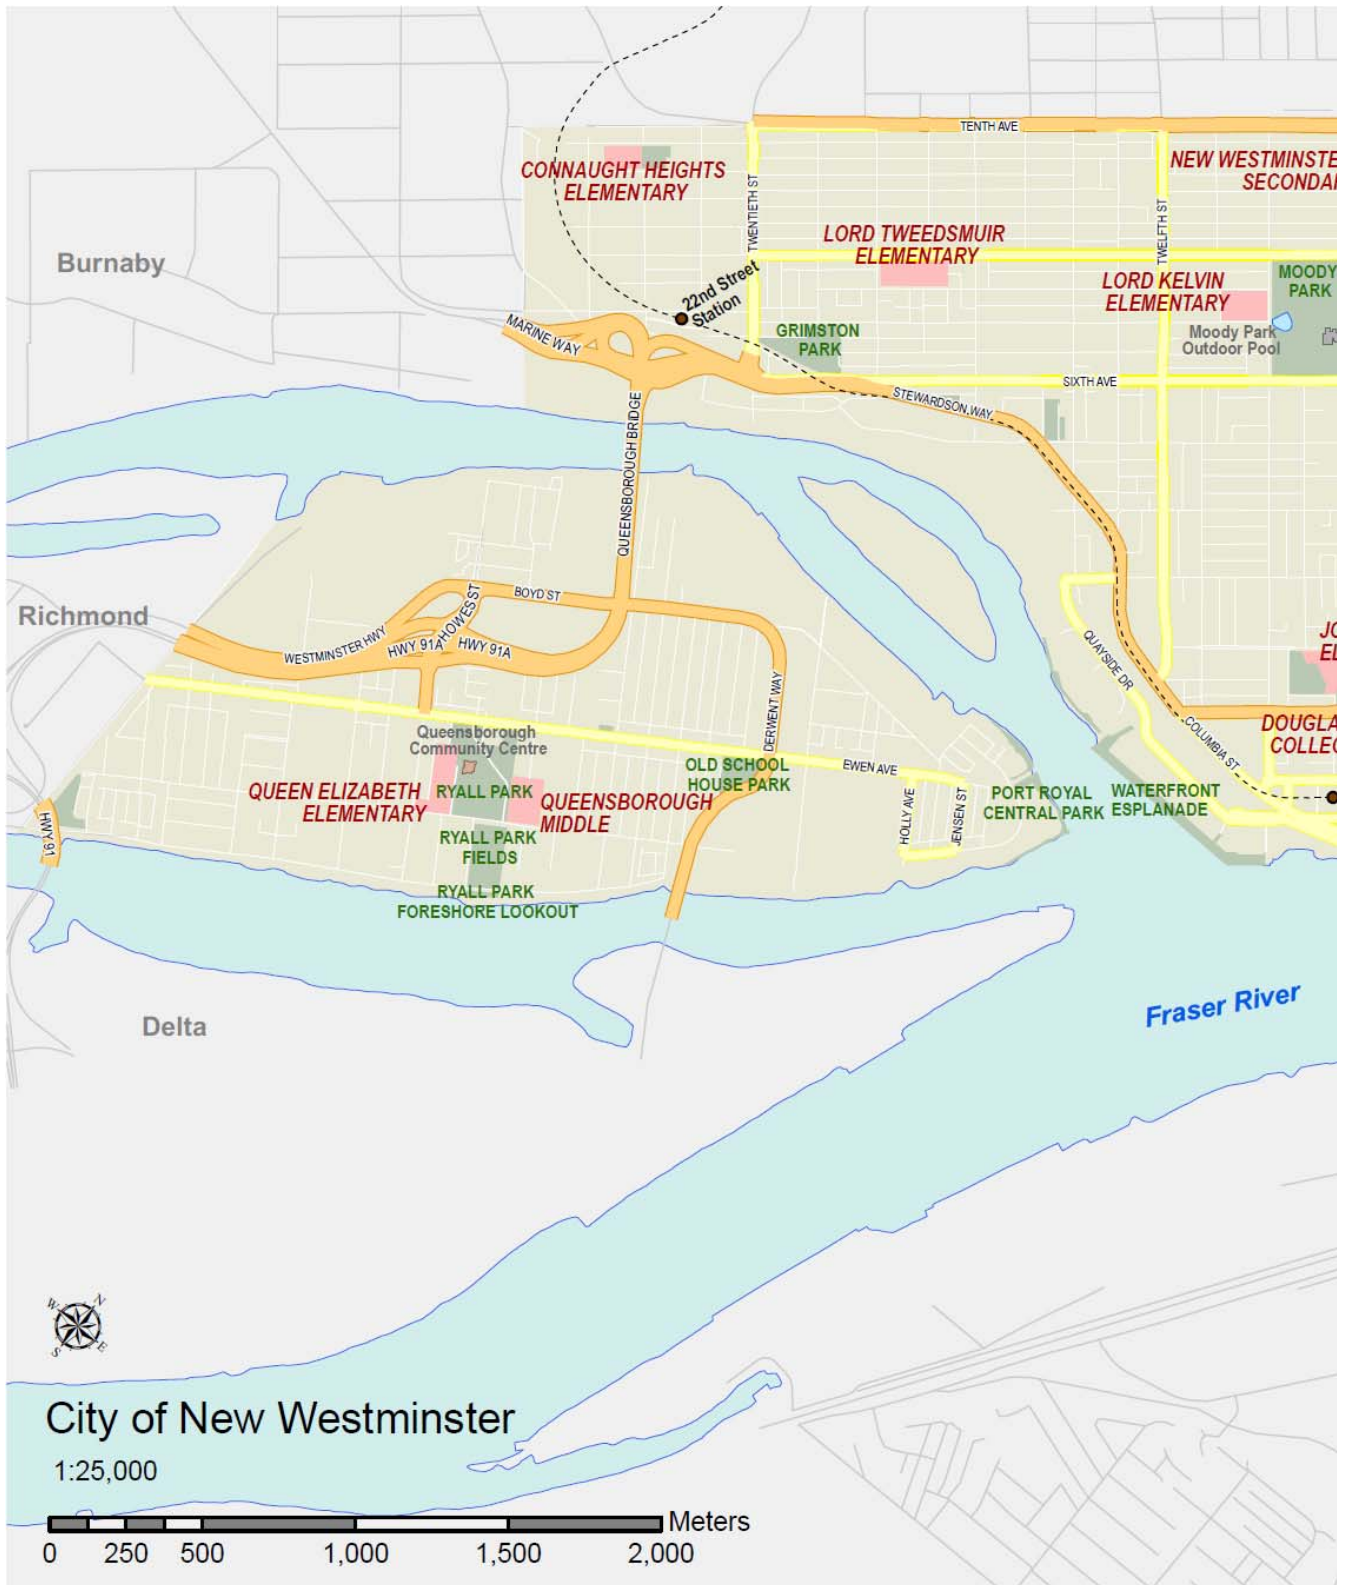 TENTH AVE
CONNAUGHT HEIGHTS
ELEMENTARY
NEW WESTMINSTE
SECONDA
TWENTIETH ST
TWELFTH ST
LORD TWEEDSMUIR
ELEMENTARY
Burnaby
22nd Street
Station
LORD KELVIN
ELEMENTARY
MOODY
PARK
MARINE WAY
GRIMSTON
PARK
Moody Park
Outdoor Pool
SIXTH AVE
STEWARDSON WAY
QUEENSBOROUGH BRIDGE
Richmond
BOYD ST
HOWES ST
WESTMINSTER HWY
HWY 91A
HWY 91A
QUAYSIDE DR
JO
EL
DERWENT WAY
COLUMBIA ST
DOUGLA
COLLEG
Queensborough
Community Centre
OLD SCHOOL
HOUSE PARK
EWEN AVE
QUEEN ELIZABETH
ELEMENTARY
RYALL PARK
QUEENSBOROUGH
MIDDLE
HOLLY AVE
JENSEN ST
PORT ROYAL
CENTRAL PARK
WATERFRONT
ESPLANADE
HWY 91
RYALL PARK
FIELDS
RYALL PARK
FORESHORE LOOKOUT
Fraser River
Delta
W N
S E
City of New Westminster
1:25,000
Meters
0 250 500 1,000 1,500 2,000